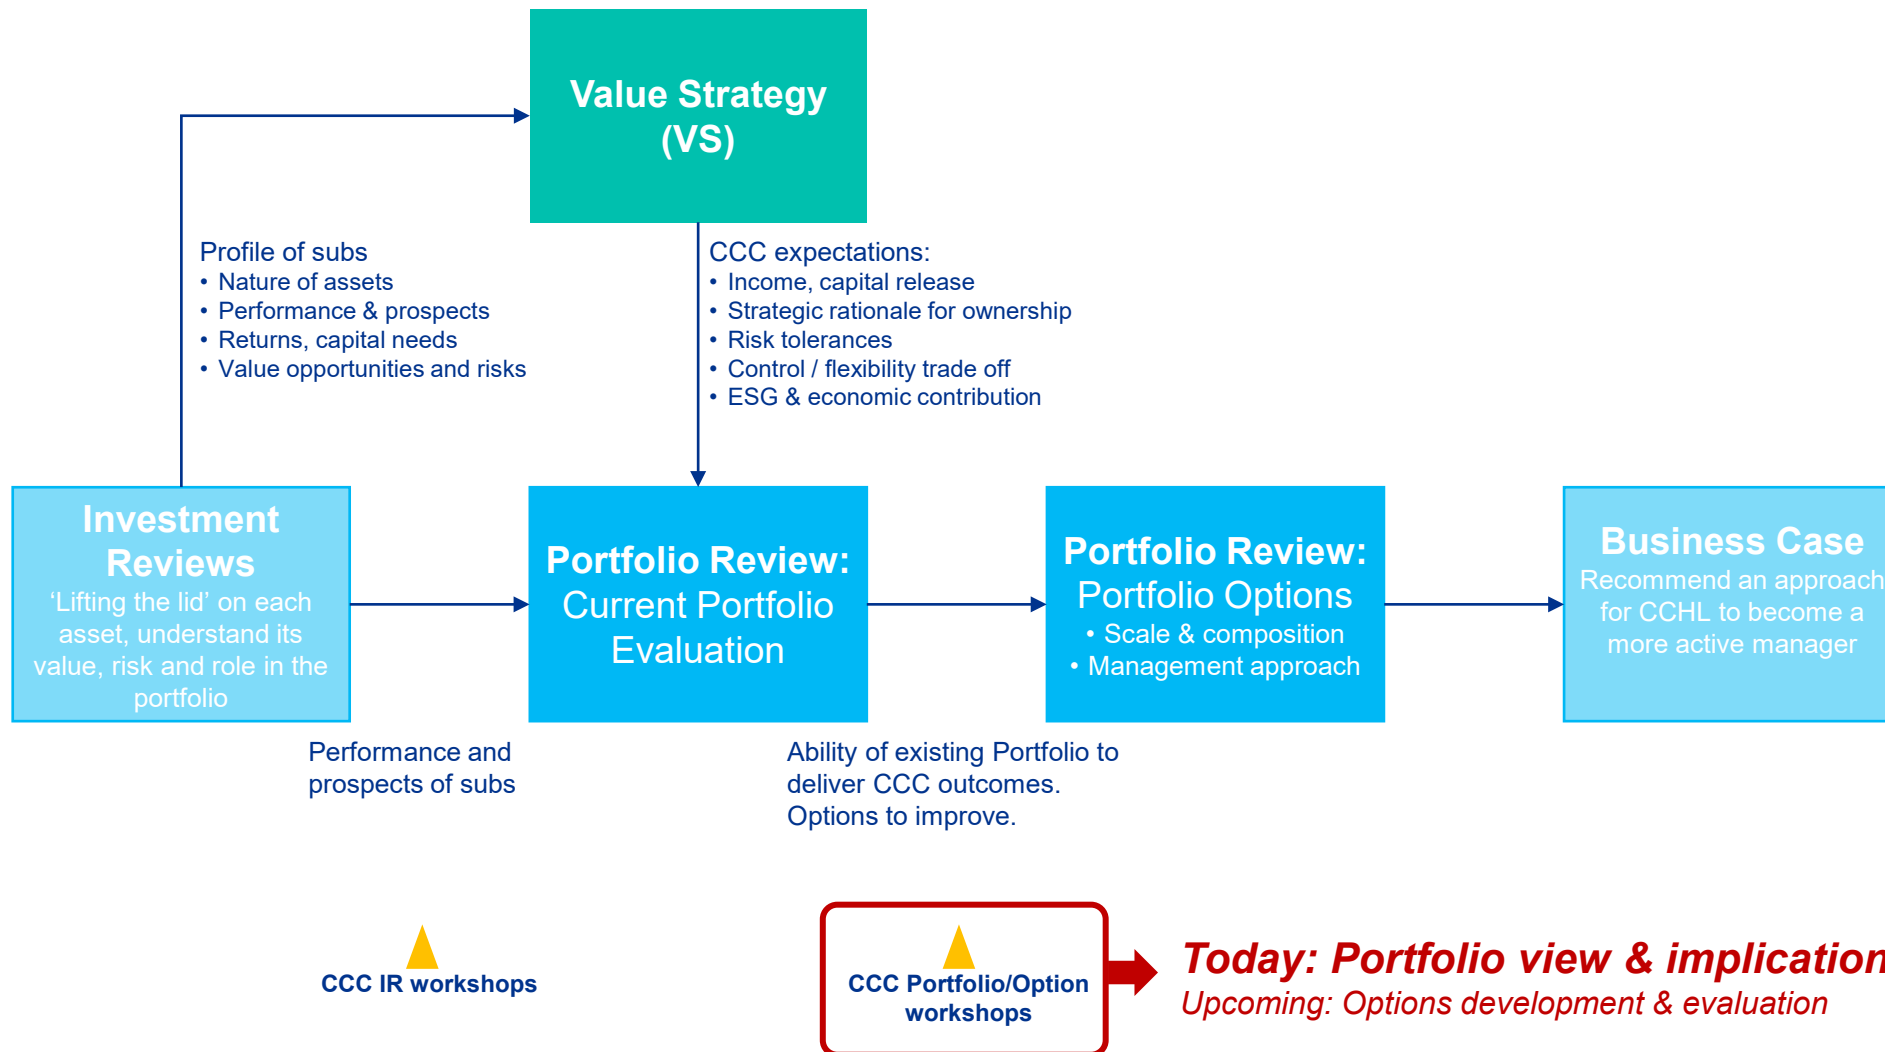 Value Strategy
(VS)
Profile of subs
• Nature of assets
• Performance & prospects
• Returns, capital needs
• Value opportunities and risks
CCC expectations:
• Income, capital release
• Strategic rationale for ownership
• Risk tolerances
• Control / flexibility trade off
• ESG & economic contribution
Investment
Reviews
‘Lifting the lid’ on each
asset, understand its
value, risk and role in the
portfolio
Portfolio Review:
Current Portfolio
Evaluation
Portfolio Review:
Portfolio Options
• Scale & composition
• Management approach
Business Case
Recommend an approach
for CCHL to become a
more active manager
Performance and
prospects of subs
Ability of existing Portfolio to
deliver CCC outcomes.
Options to improve.
CCC IR workshops
CCC Portfolio/Option
workshops
Today: Portfolio view & implication
Upcoming: Options development & evaluation